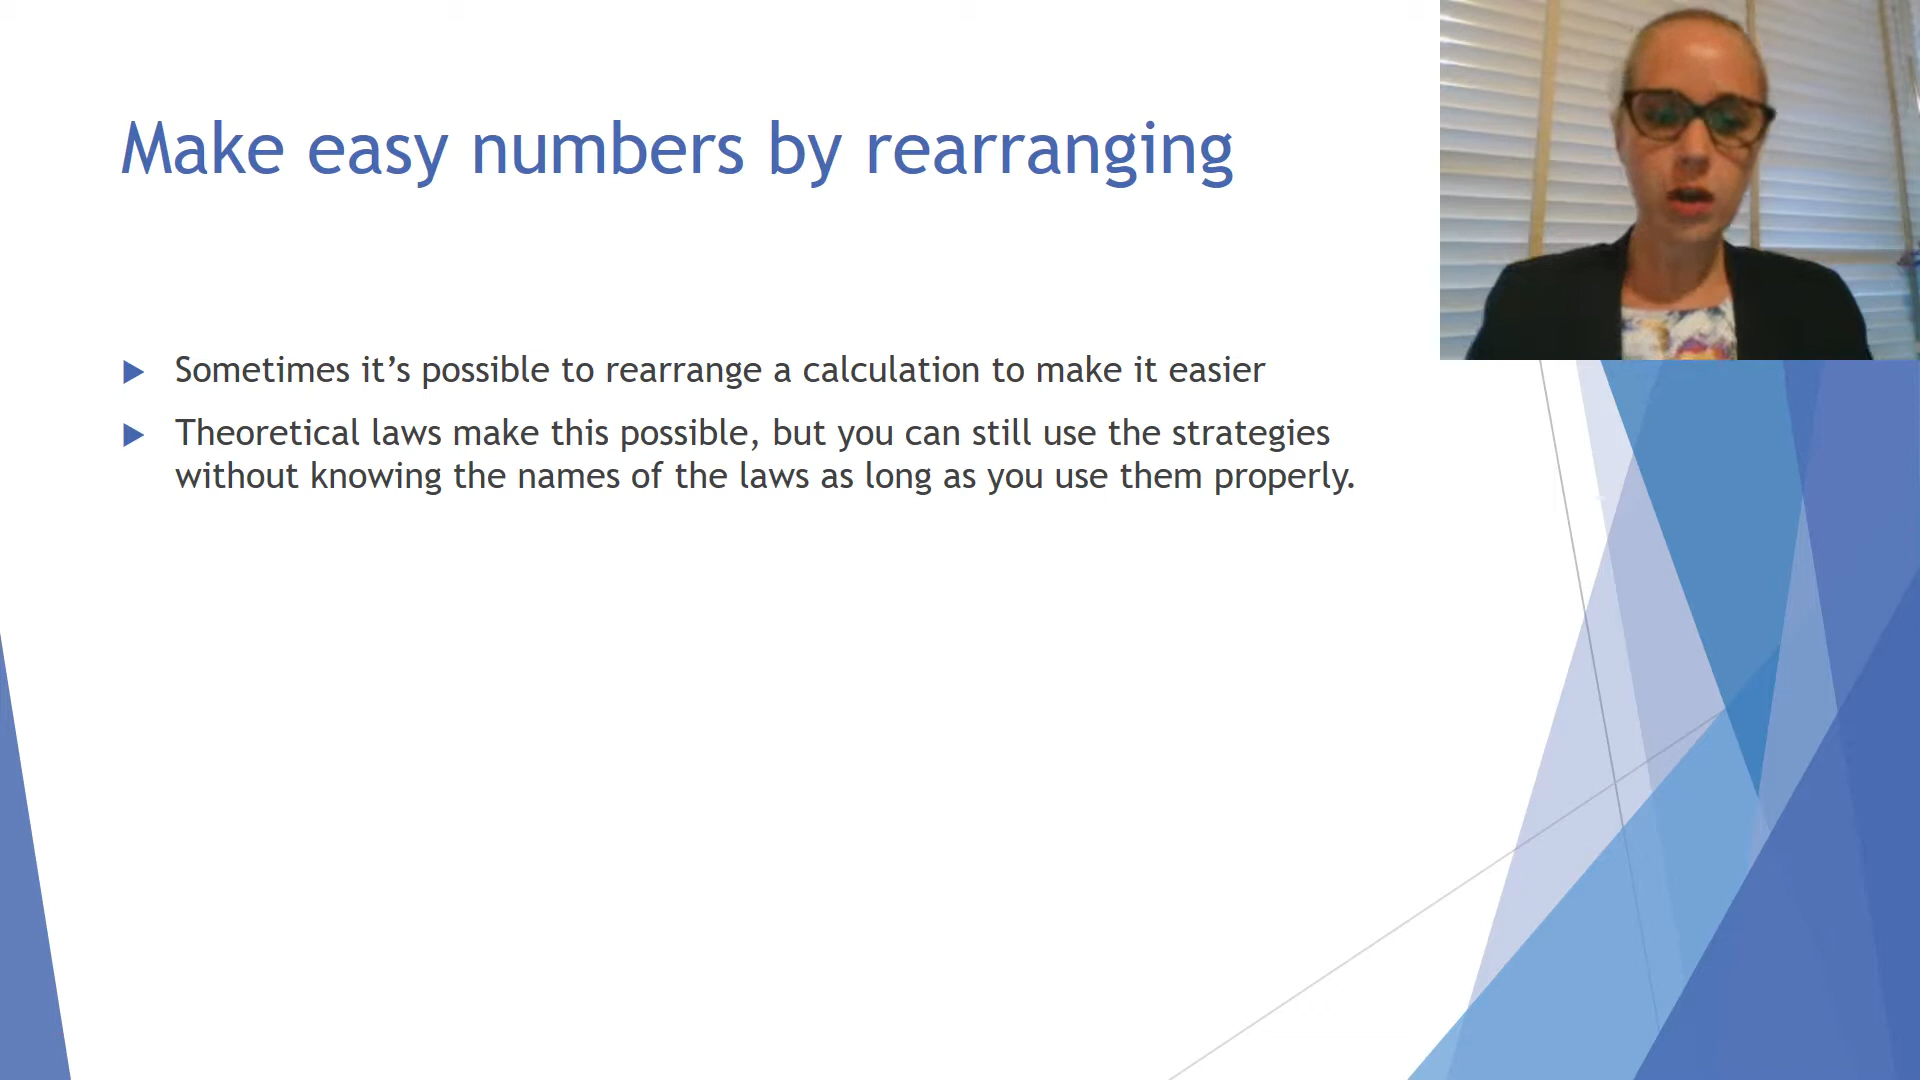 Make easy numbers by rearranging
Sometimes it’s possible to rearrange a calculation to make it easier
Theoretical laws make this possible, but you can still use the strategies
without knowing the names of the laws as long as you use them properly.